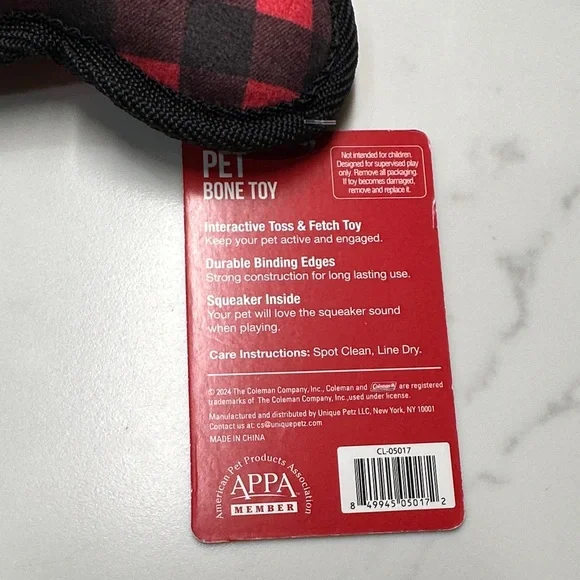 PET
BONE TOY
Not intended for children.
Designed for supervised play
only. Remove all packaging.
If toy becomes damaged,
remove and replace it.
Interactive Toss & Fetch Toy
Keep your pet active and engaged.
Durable Binding Edges
Strong construction for long lasting use.
Squeaker Inside
Your pet will love the squeaker sound
when playing.
Care Instructions: Spot Clean, Line Dry.
© 2024 The Coleman Company, Inc., Coleman and Coleman are registered
trademarks of The Coleman Company, Inc.,used under license.
Manufactured and distributed by Unique Petz LLC, New York, NY 10001
Contact us at: cs@uniquepetz.com
MADE IN CHINA
American Pet Products Association
APPA
MEMBER
CL-05017
8 49945 05017 2